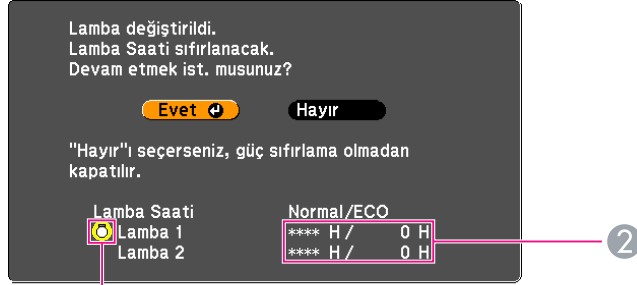 Lamba değiştirildi.
Lamba Saati sıfırlanacak.
Devam etmek ist. musunuz?
Evet Hayır
"Hayır"ı seçerseniz, güç sıfırlama olmadan
kapatılır.
Lamba Saati Normal/ECO
Lamba 1 **** H / 0 H
Lamba 2 **** H / 0 H
2